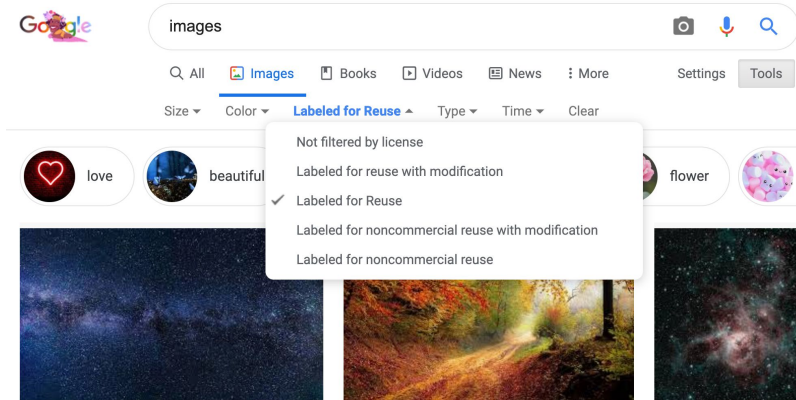 Google
images
All Images Books Videos News More Settings Tools
Size Color Labeled for Reuse Type Time Clear
Not filtered by license
Labeled for reuse with modification
Labeled for Reuse
Labeled for noncommercial reuse with modification
Labeled for noncommercial reuse
love beautiful flower